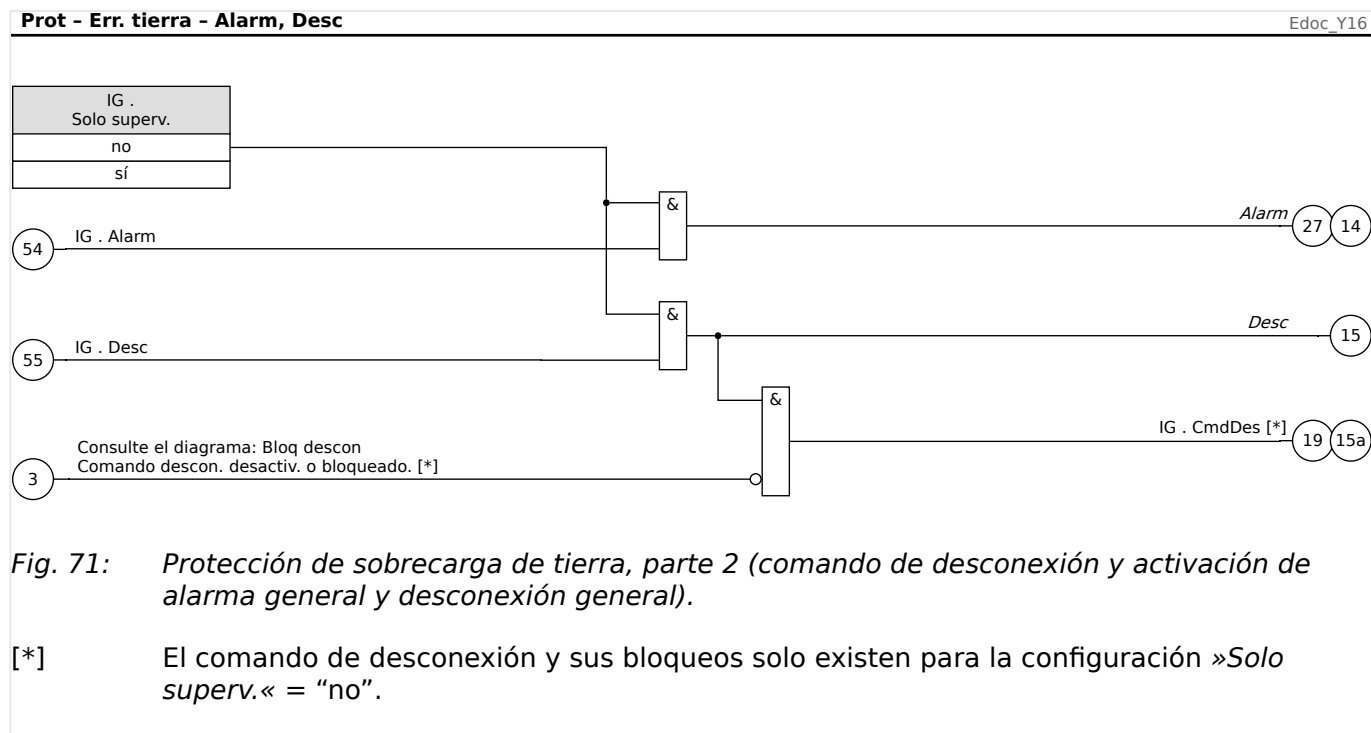 Prot – Err. tierra – Alarm, Desc
Edoc_Y16
IG .
Solo superv.
no
sí
&
Alarm
27 14
54
IG . Alarm
&
Desc
15
55
IG . Desc
&
IG . CmdDes [*]
19 15a
Consulte el diagrama: Bloq descon
Comando descon. desactiv. o bloqueado. [*]
3
Fig. 71: Protección de sobrecarga de tierra, parte 2 (comando de desconexión y activación de
alarma general y desconexión general).
[*] El comando de desconexión y sus bloqueos solo existen para la configuración »Solo
superv.« = “no”.